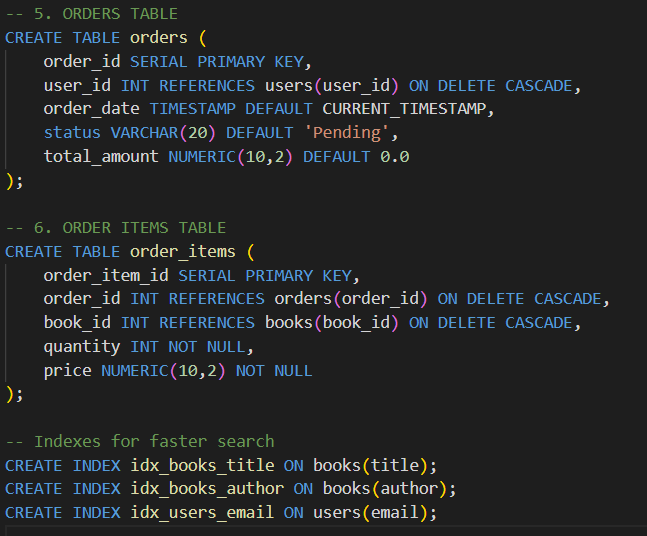 -- 5. ORDERS TABLE
CREATE TABLE orders (
    order_id SERIAL PRIMARY KEY,
    user_id INT REFERENCES users(user_id) ON DELETE CASCADE,
    order_date TIMESTAMP DEFAULT CURRENT_TIMESTAMP,
    status VARCHAR(20) DEFAULT 'Pending',
    total_amount NUMERIC(10,2) DEFAULT 0.0
);

-- 6. ORDER ITEMS TABLE
CREATE TABLE order_items (
    order_item_id SERIAL PRIMARY KEY,
    order_id INT REFERENCES orders(order_id) ON DELETE CASCADE,
    book_id INT REFERENCES books(book_id) ON DELETE CASCADE,
    quantity INT NOT NULL,
    price NUMERIC(10,2) NOT NULL
);

-- Indexes for faster search
CREATE INDEX idx_books_title ON books(title);
CREATE INDEX idx_books_author ON books(author);
CREATE INDEX idx_users_email ON users(email);